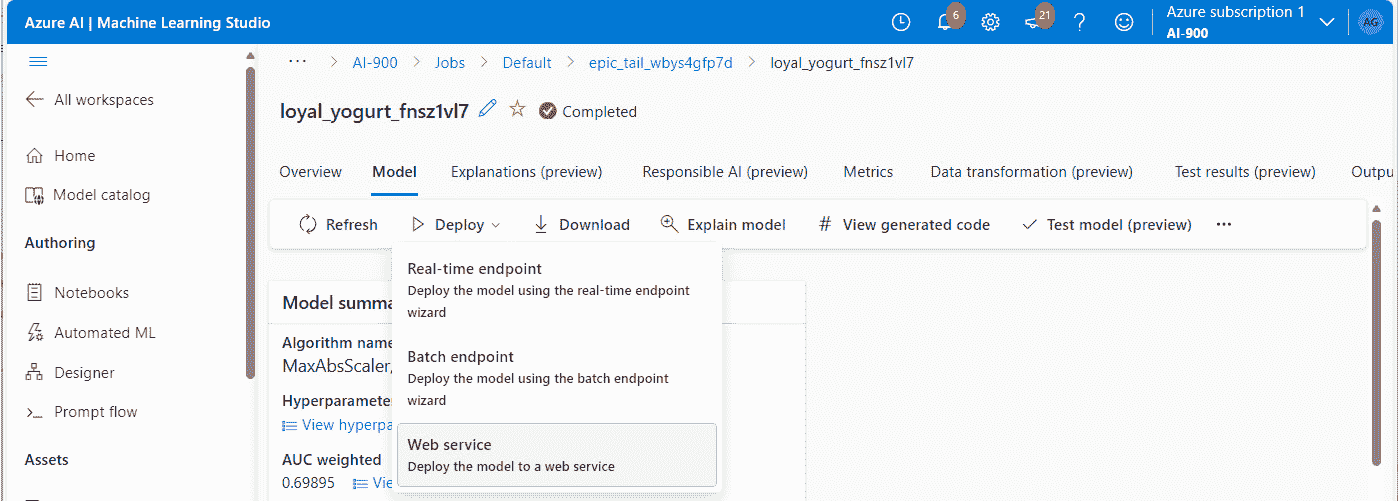 Azure AI | Machine Learning Studio
6
21
Azure subscription 1
AI-900
AG
... > AI-900 > Jobs > Default > epic_tail_wbys4gfp7d > loyal_yogurt_fnsz1vl7
All workspaces
Home
Model catalog
Authoring
Notebooks
Automated ML
Designer
Prompt flow
Assets
loyal_yogurt_fnsz1vl7 Completed
Overview Model Explanations (preview) Responsible AI (preview) Metrics Data transformation (preview) Test results (preview) Outpu
Refresh Deploy Download Explain model # View generated code Test model (preview) ...
Real-time endpoint
Deploy the model using the real-time endpoint
wizard
Batch endpoint
Deploy the model using the batch endpoint
wizard
Web service
Deploy the model to a web service
Model summa
Algorithm name
MaxAbsScaler,
Hyperparameter
View hyperpa
AUC weighted
0.69895 Vie